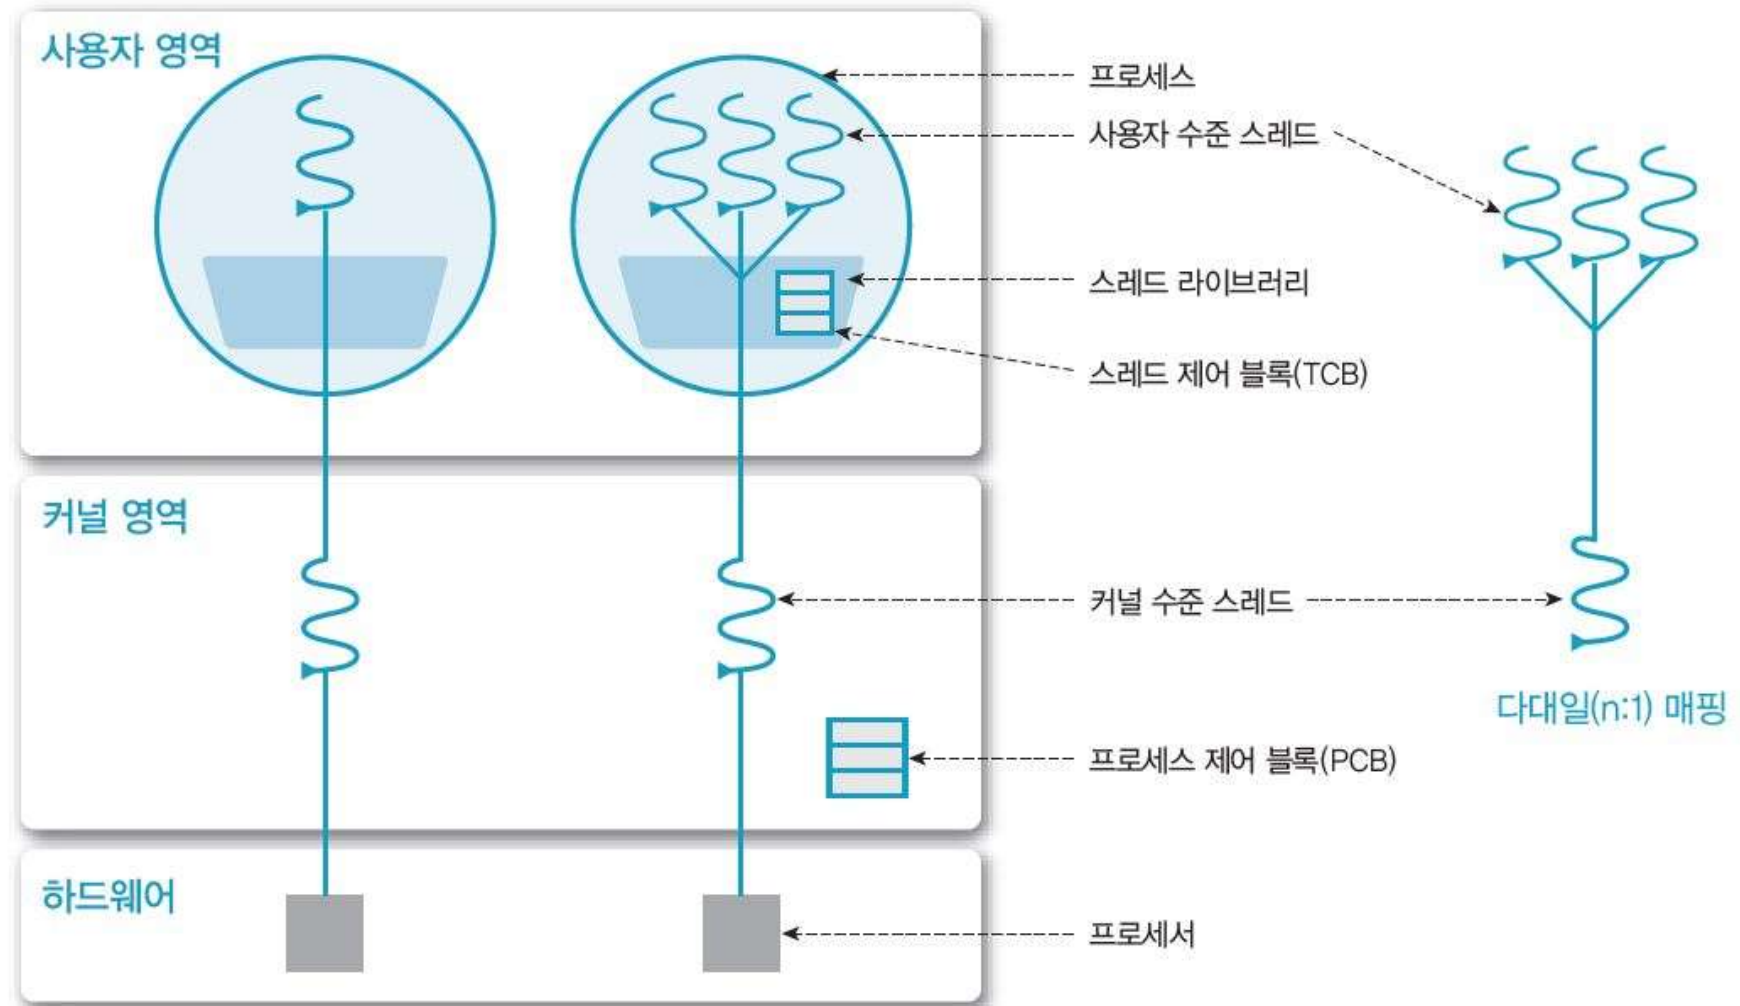 사용자 영역
프로세스
사용자 수준 스레드
스레드 라이브러리
스레드 제어 블록(TCB)
커널 영역
커널 수준 스레드
다대일(n:1) 매핑
프로세스 제어 블록(PCB)
하드웨어
프로세서